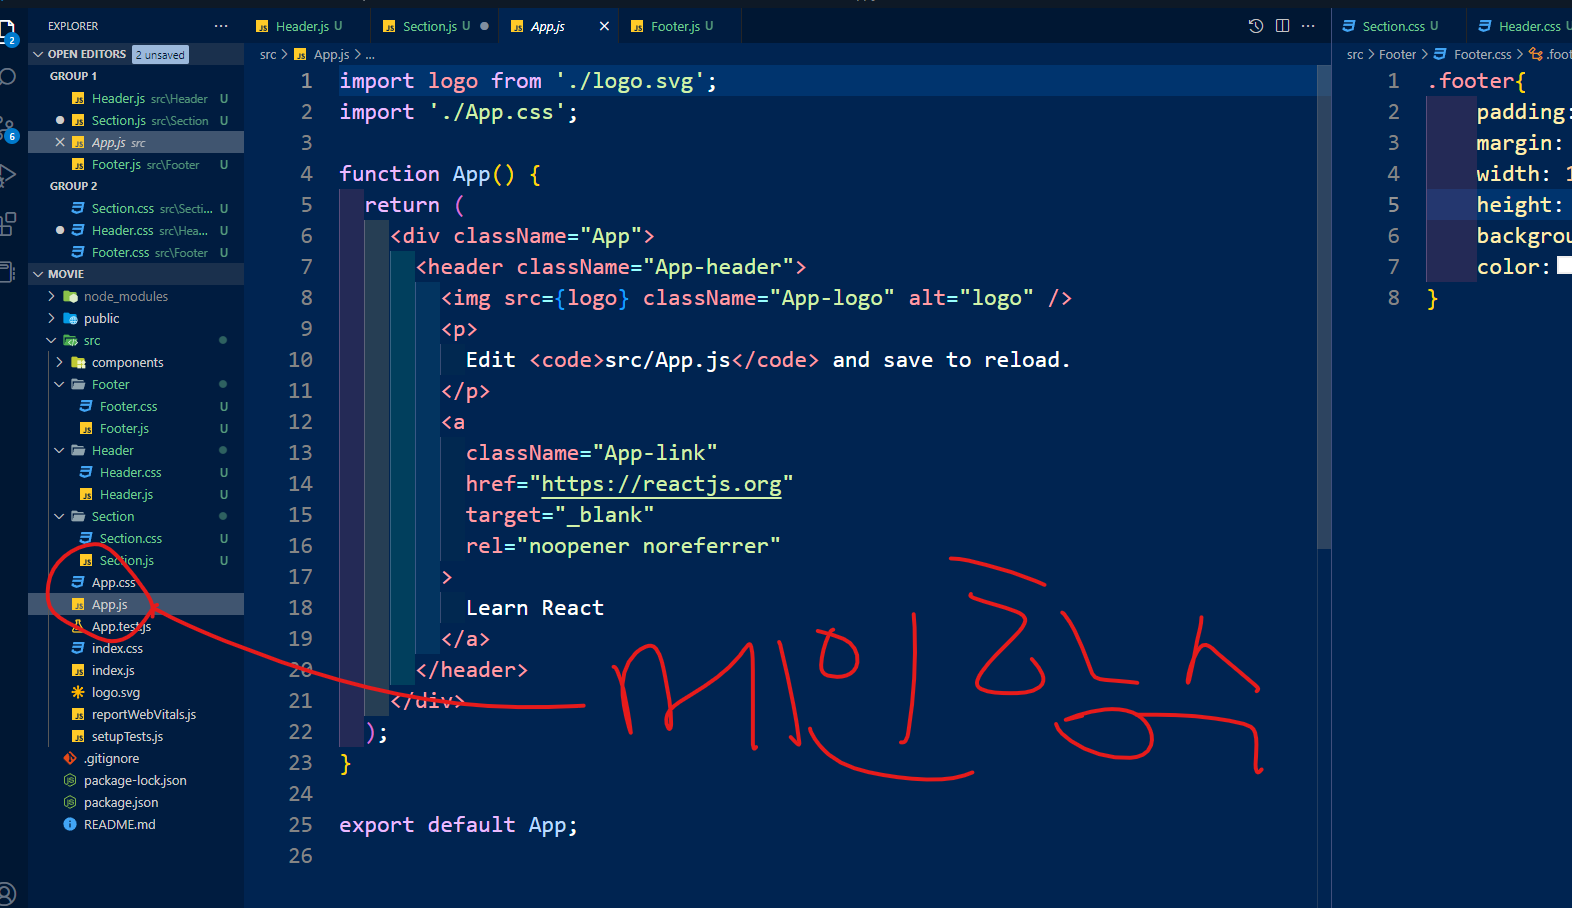 EXPLORER
OPEN EDITORS 2 unsaved
GROUP 1
Header.js src\Header U
Section.js src\Section U
App.js src
Footer.js src\Footer U
GROUP 2
Section.css src\Secti... U
Header.css src\Hea... U
Footer.css src\Footer U
MOVIE
node_modules
public
src
components
Footer
Footer.css U
Footer.js U
Header
Header.css U
Header.js U
Section
Section.css U
Section.js U
App.css
App.js
App.test.js
index.css
index.js
logo.svg
reportWebVitals.js
setupTests.js
.gitignore
package-lock.json
package.json
README.md
2
6
Header.js U Section.js U App.js Footer.js U
src > App.js > ...
1 import logo from './logo.svg';
2 import './App.css';
3
4 function App() {
5 return (
6 <div className="App">
7 <header className="App-header">
8 <img src={logo} className="App-logo" alt="logo" />
9 <p>
10 Edit <code>src/App.js</code> and save to reload.
11 </p>
12 <a
13 className="App-link"
14 href="https://reactjs.org"
15 target="_blank"
16 rel="noopener noreferrer"
17 >
18 Learn React
19 </a>
20 </header>
21 </div>
22 );
23 }
24
25 export default App;
26
Section.css U Header.css U
src > Footer > Footer.css > .foot
1 .footer{
2 padding:
3 margin:
4 width: 1
5 height:
6 backgrou
7 color:
8 }